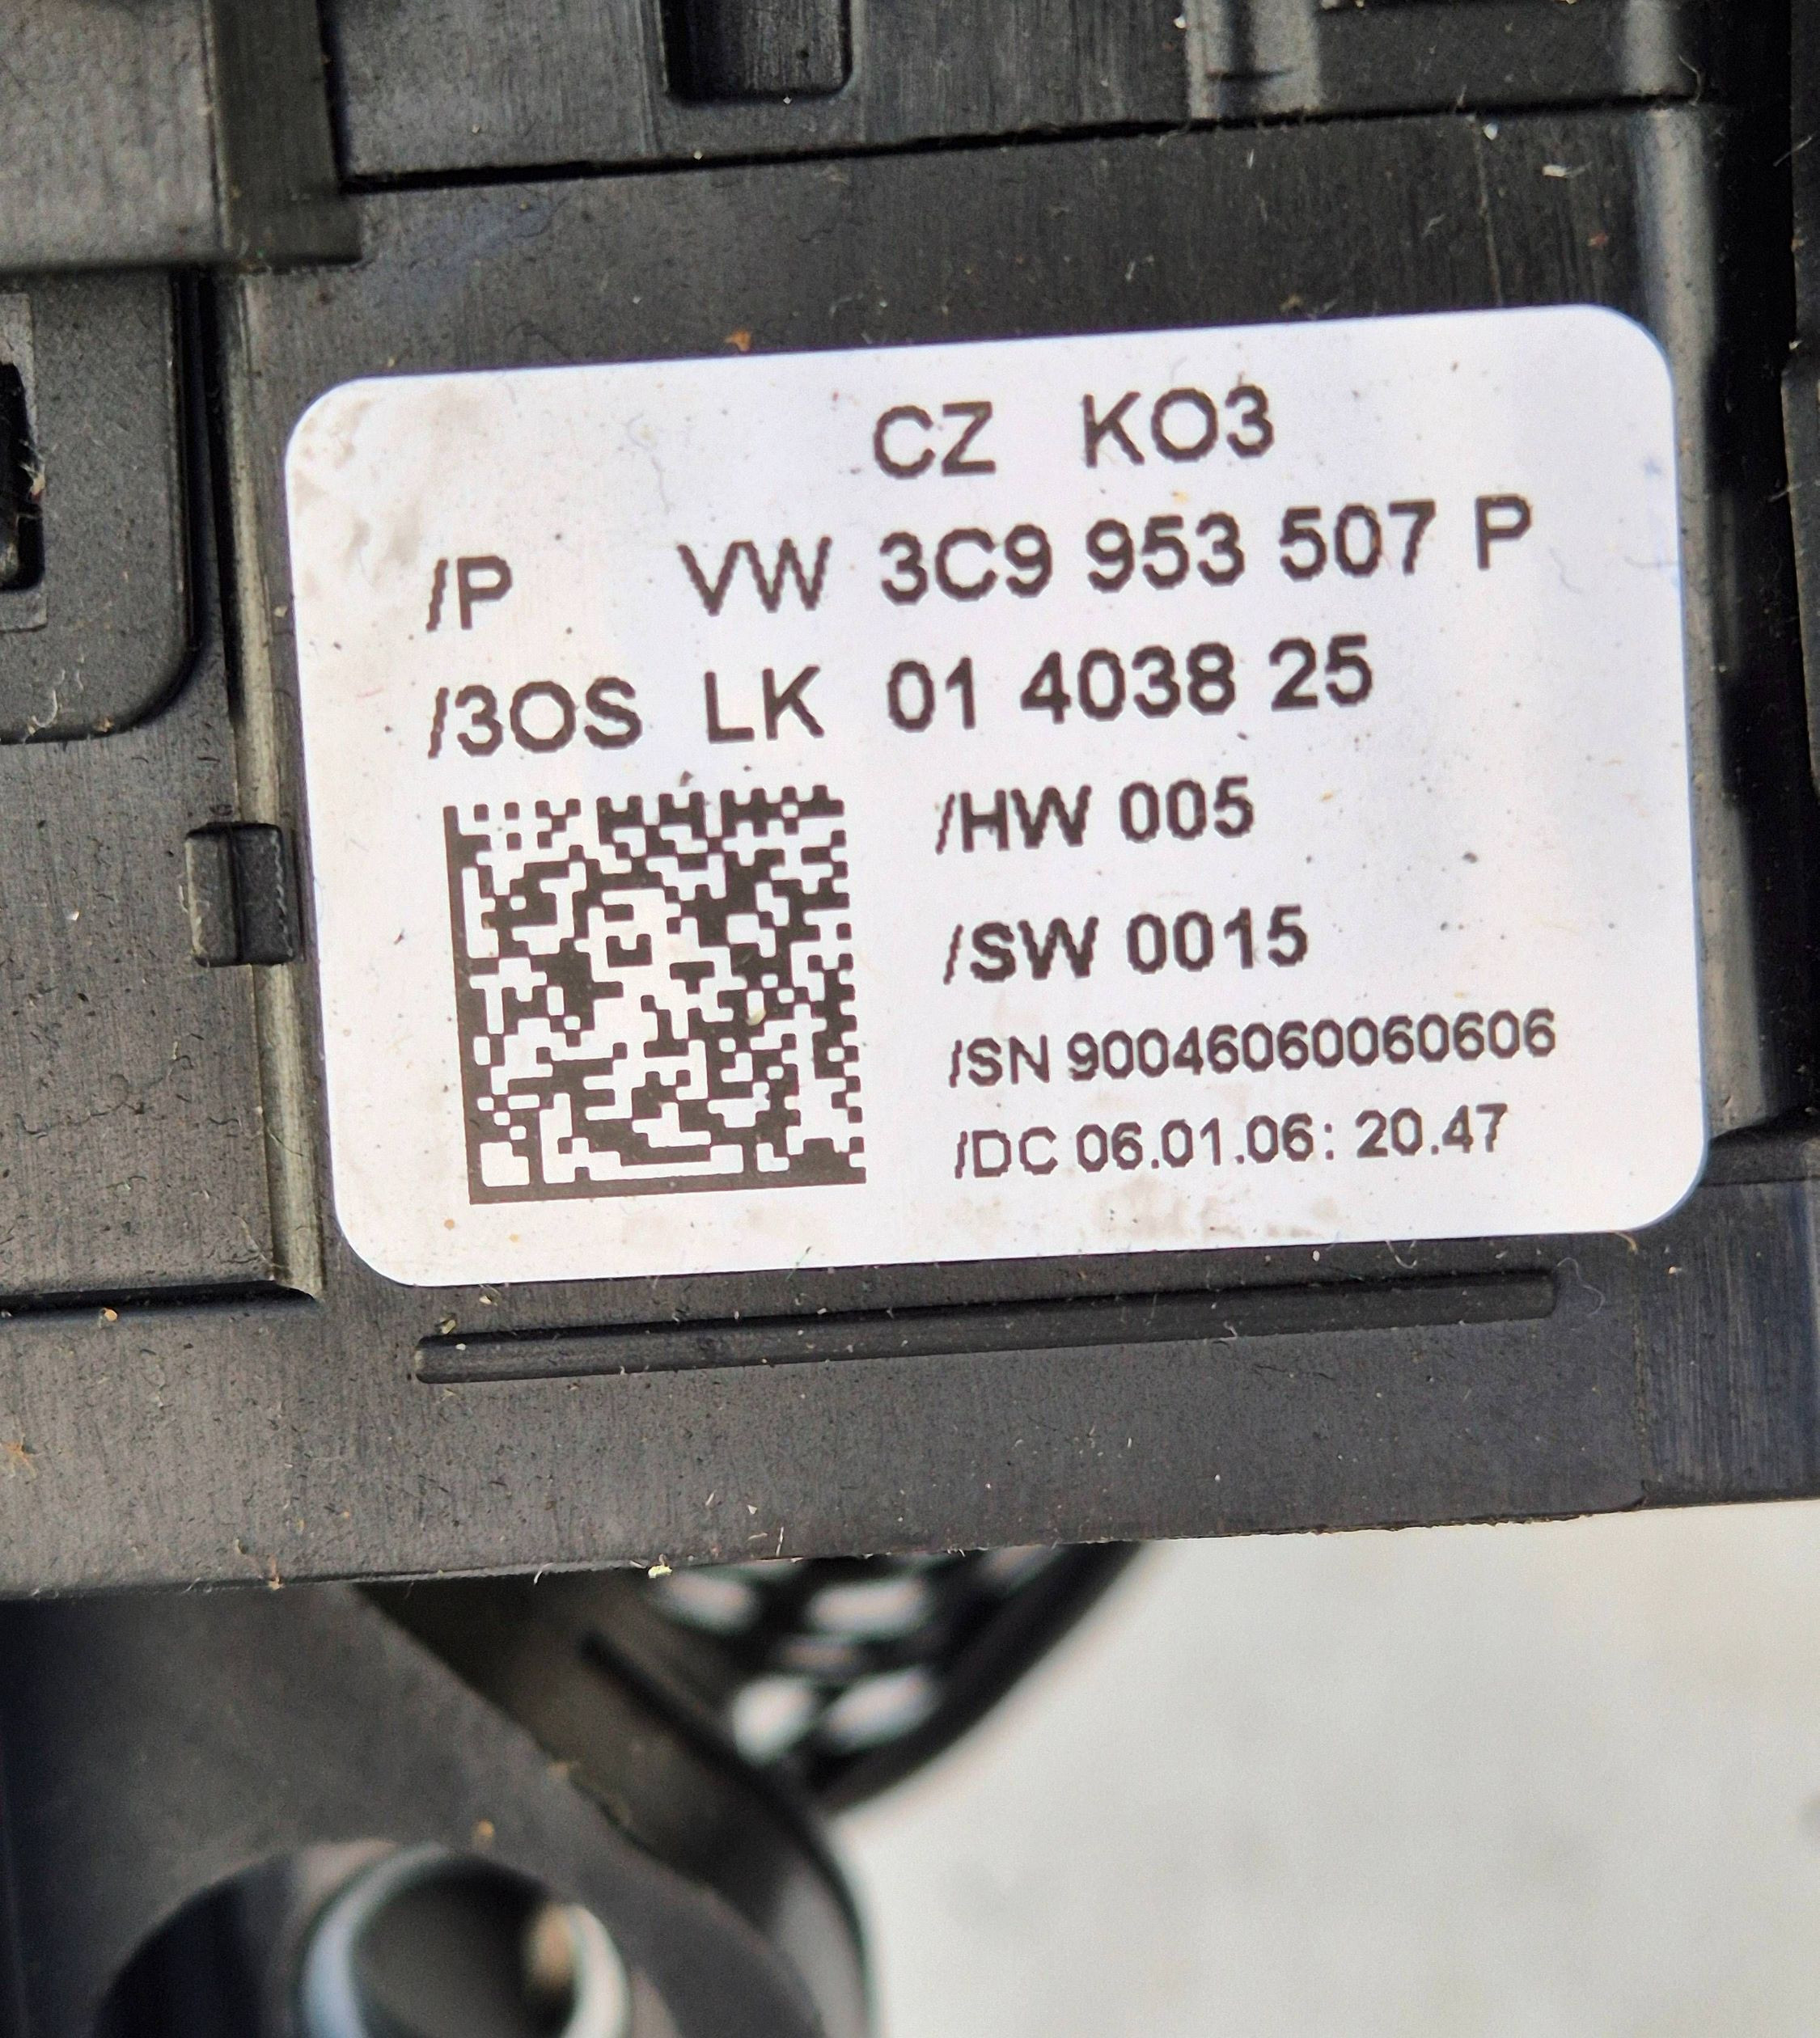 CZ KO3
/P VW 3C9 953 507 P
/3OS LK 01 4038 25
/HW 005
/SW 0015
/SN 90046060060606
/DC 06.01.06: 20.47